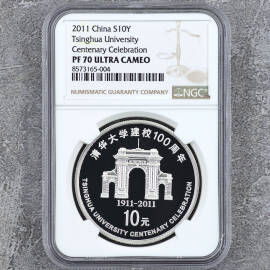 2011 China S10Y
Tsinghua University
Centenary Celebration
PF 70 ULTRA CAMEO
8573165-004
NUMISMATIC GUARANTY COMPANY
NGC
清华大学建校100周年
1911-2011
10元
TSINGHUA UNIVERSITY CENTENARY CELEBRATION